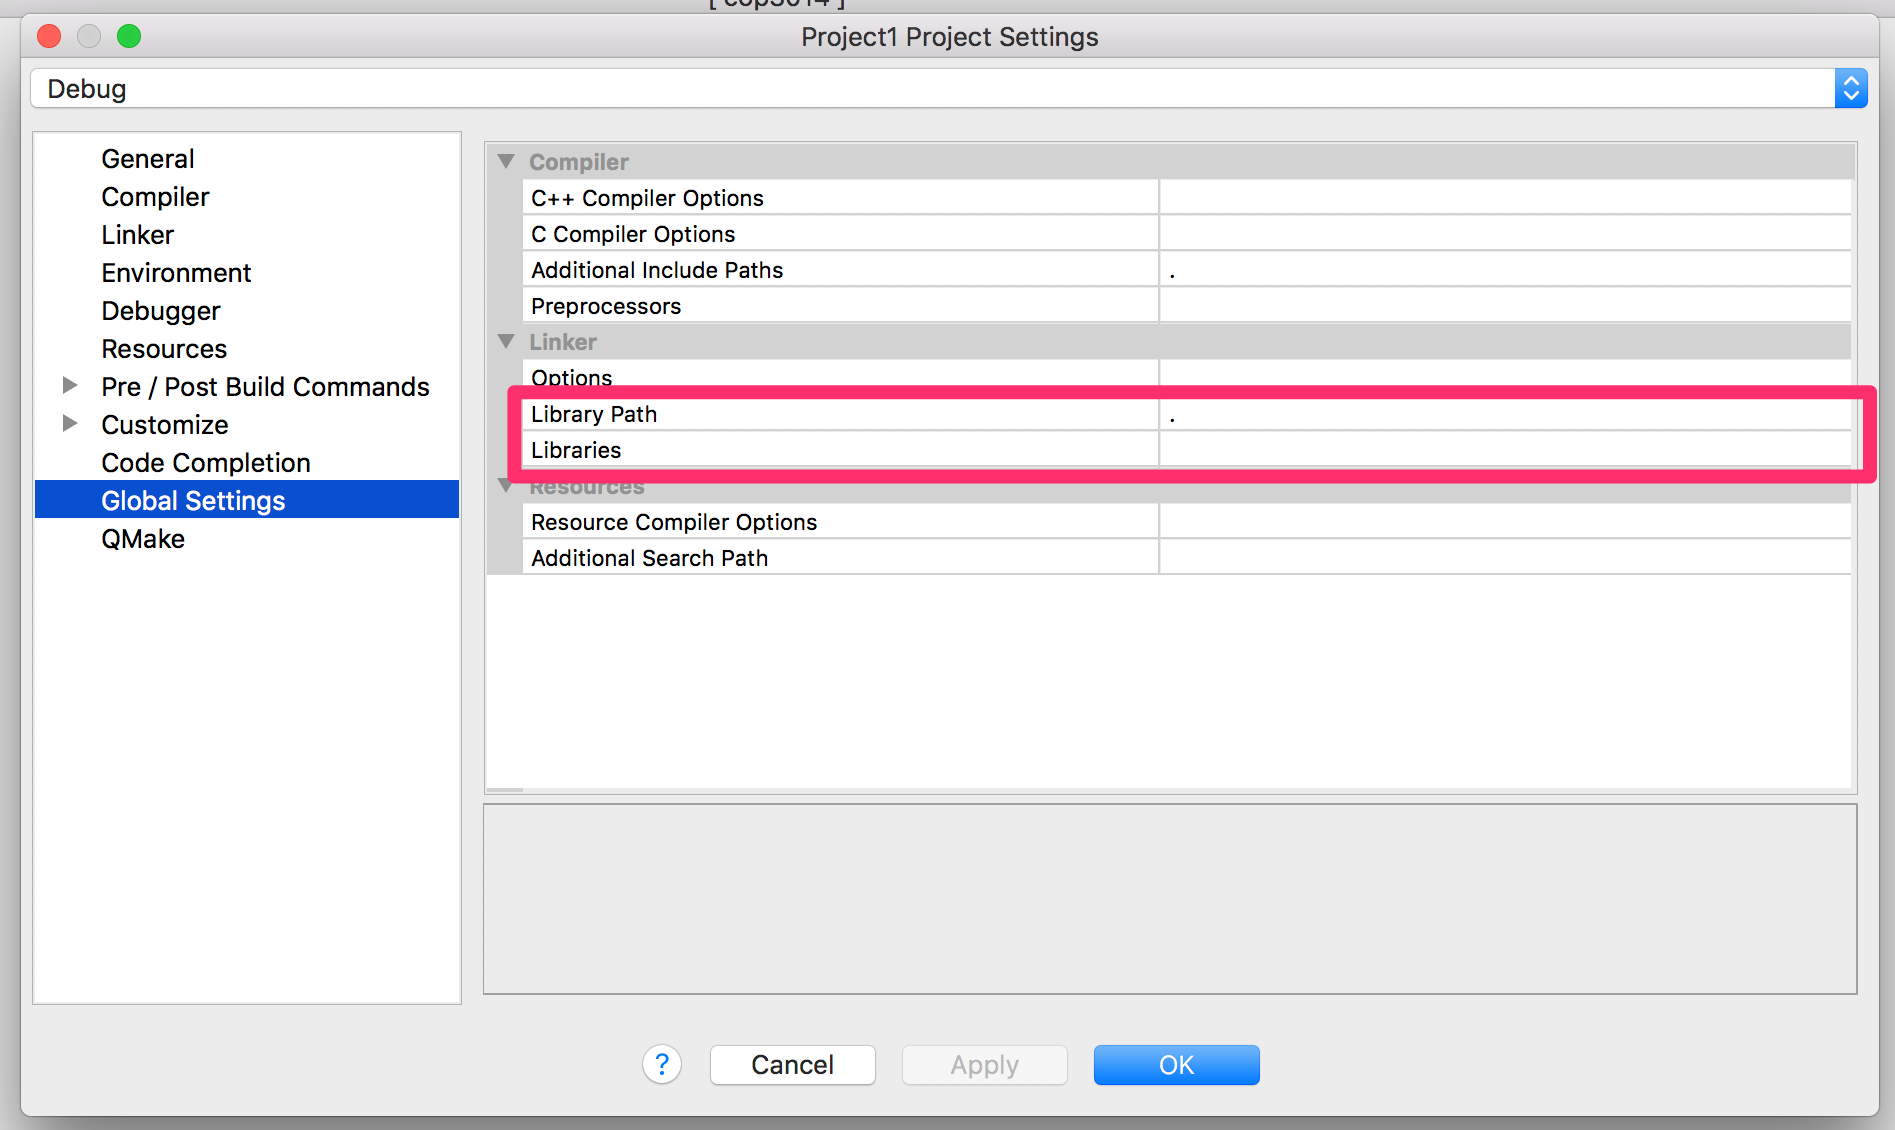 Project1 Project Settings
Debug
General
Compiler
Linker
Environment
Debugger
Resources
Pre / Post Build Commands
Customize
Code Completion
Global Settings
QMake
Compiler
C++ Compiler Options
C Compiler Options
Additional Include Paths .
Preprocessors
Linker
Options
Library Path .
Libraries
Resources
Resource Compiler Options
Additional Search Path
? Cancel Apply OK